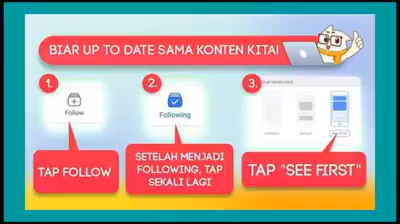 BIAR UP TO DATE SAMA KONTEN KITA!
1.
Follow
TAP FOLLOW
2.
Following
SETELAH MENJADI
FOLLOWING, TAP
SEKALI LAGI
3.
TAP "SEE FIRST"